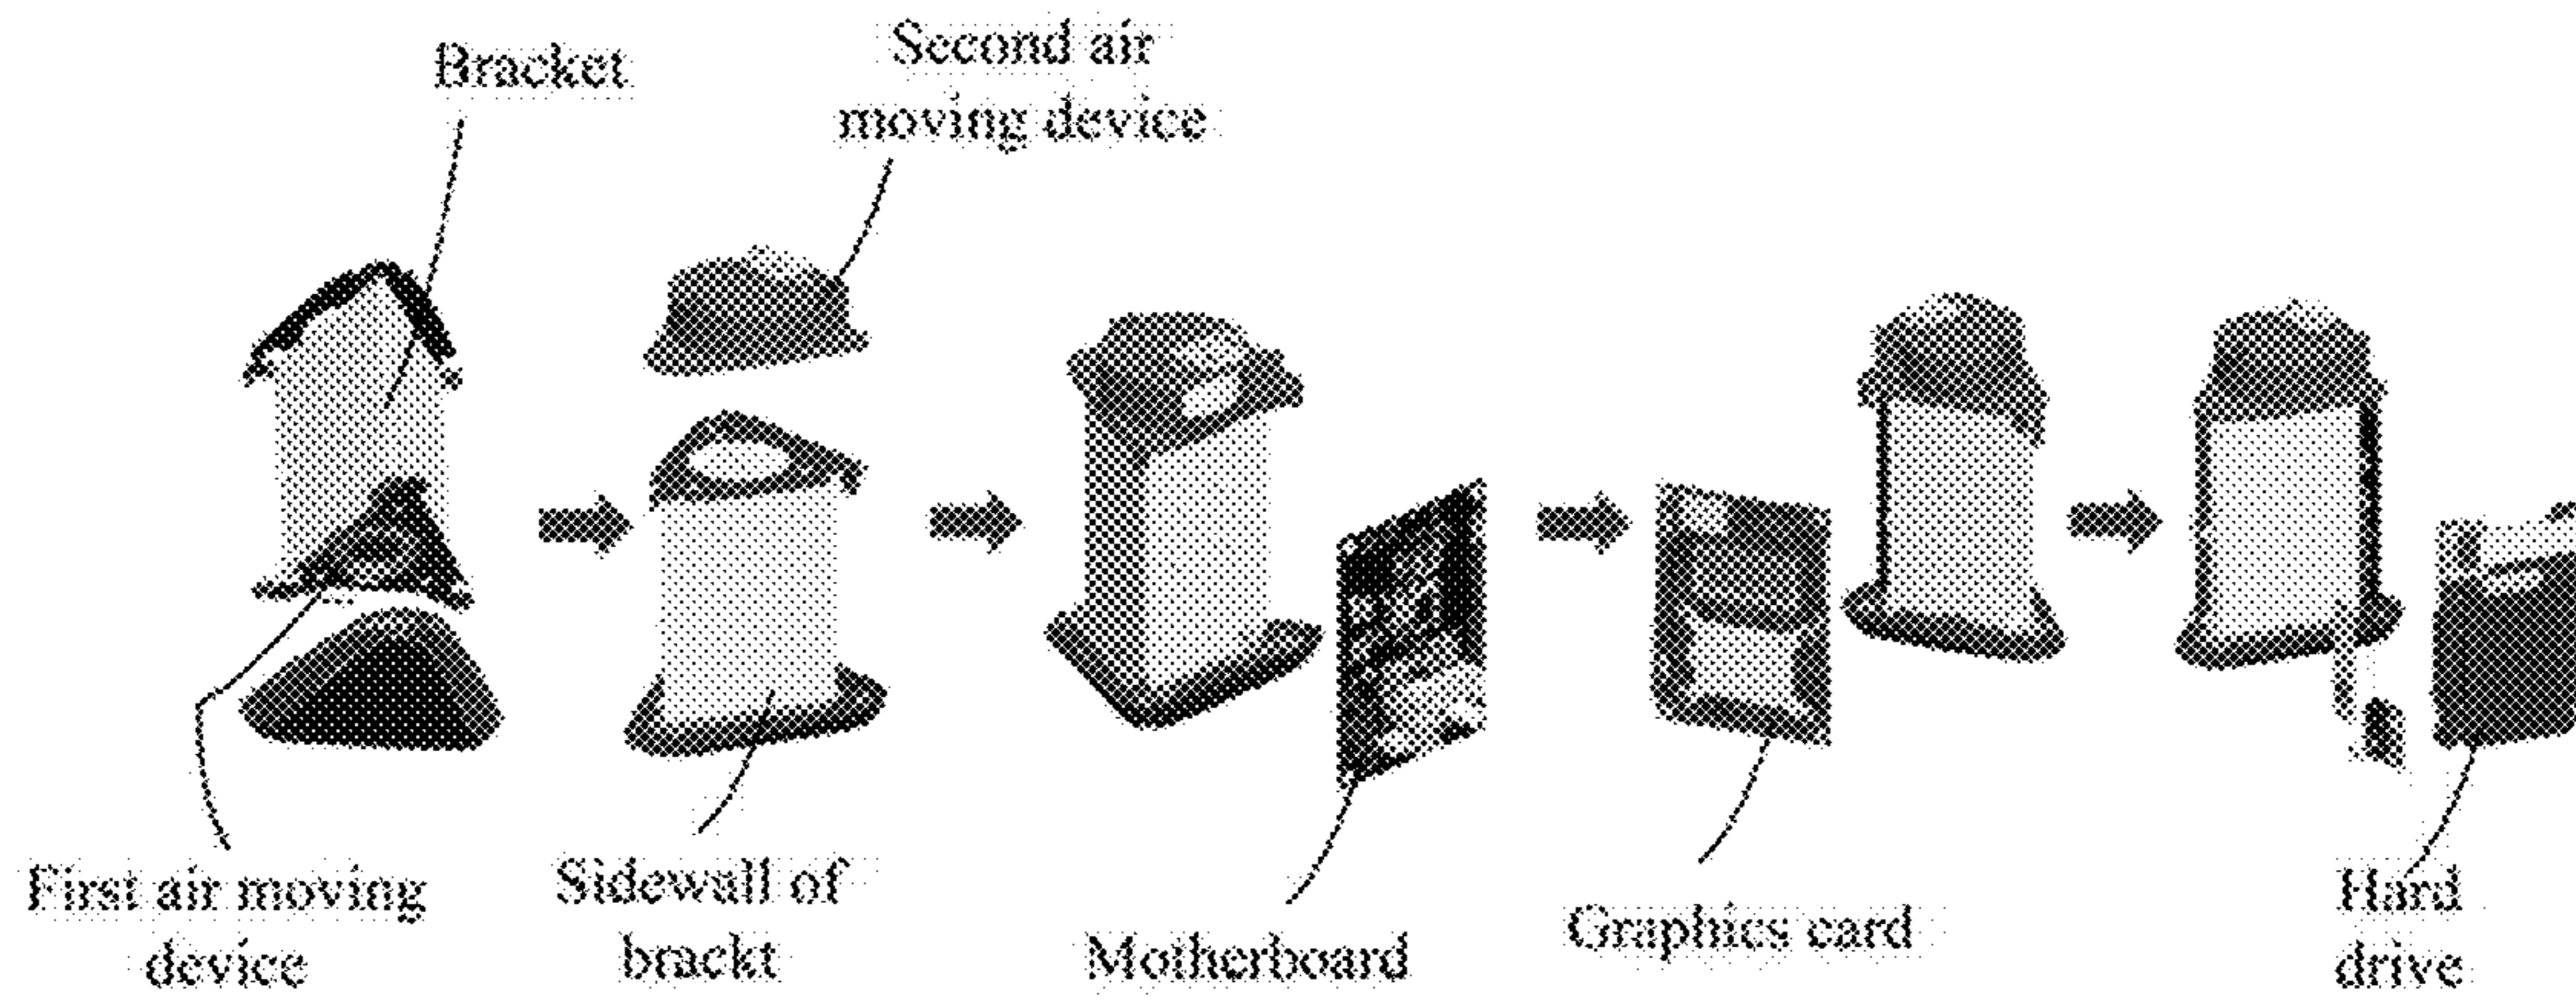 Bracket
Second air
moving device
First air moving
device
Sidewall of
brackt
Motherboard
Graphics card
Hard
drive